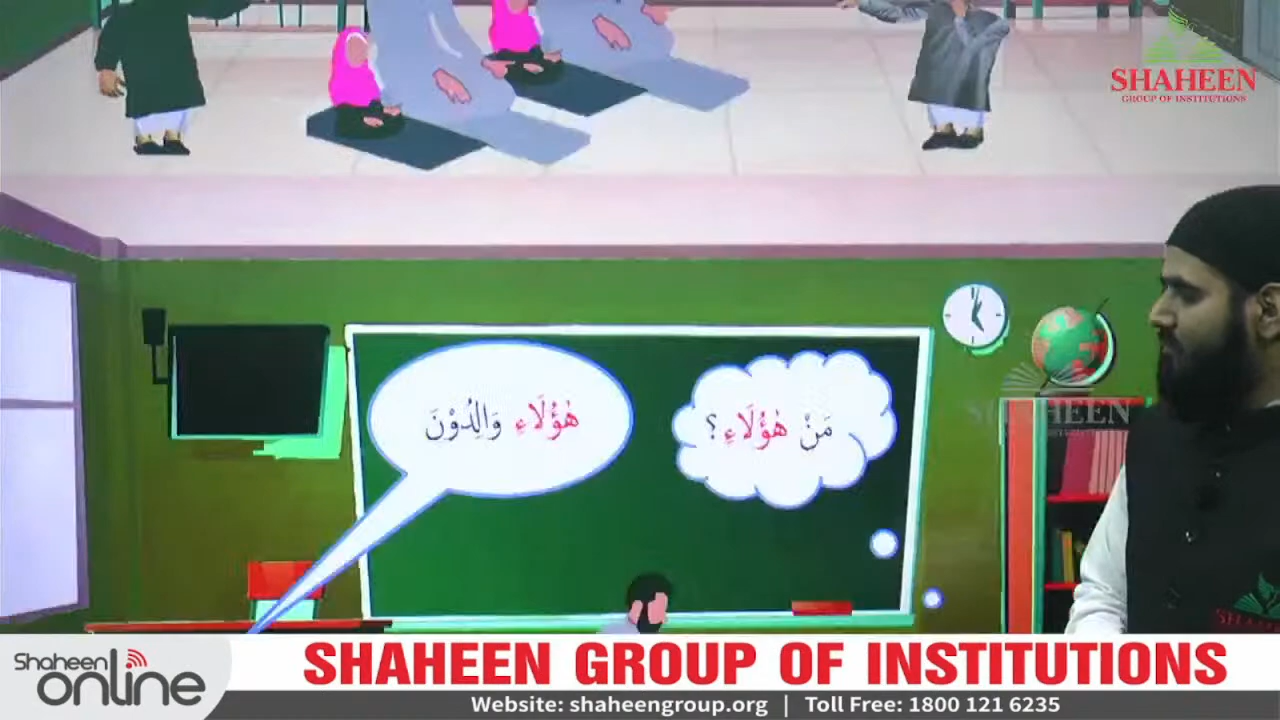 SHAHEEN
GROUP OF INSTITUTIONS
مَنْ هٰؤُلَاءِ؟
هٰؤُلَاءِ وَالِدُوْنَ
SHAHEEN
Shaheen online
SHAHEEN GROUP OF INSTITUTIONS
Website: shaheengroup.org | Toll Free: 1800 121 6235